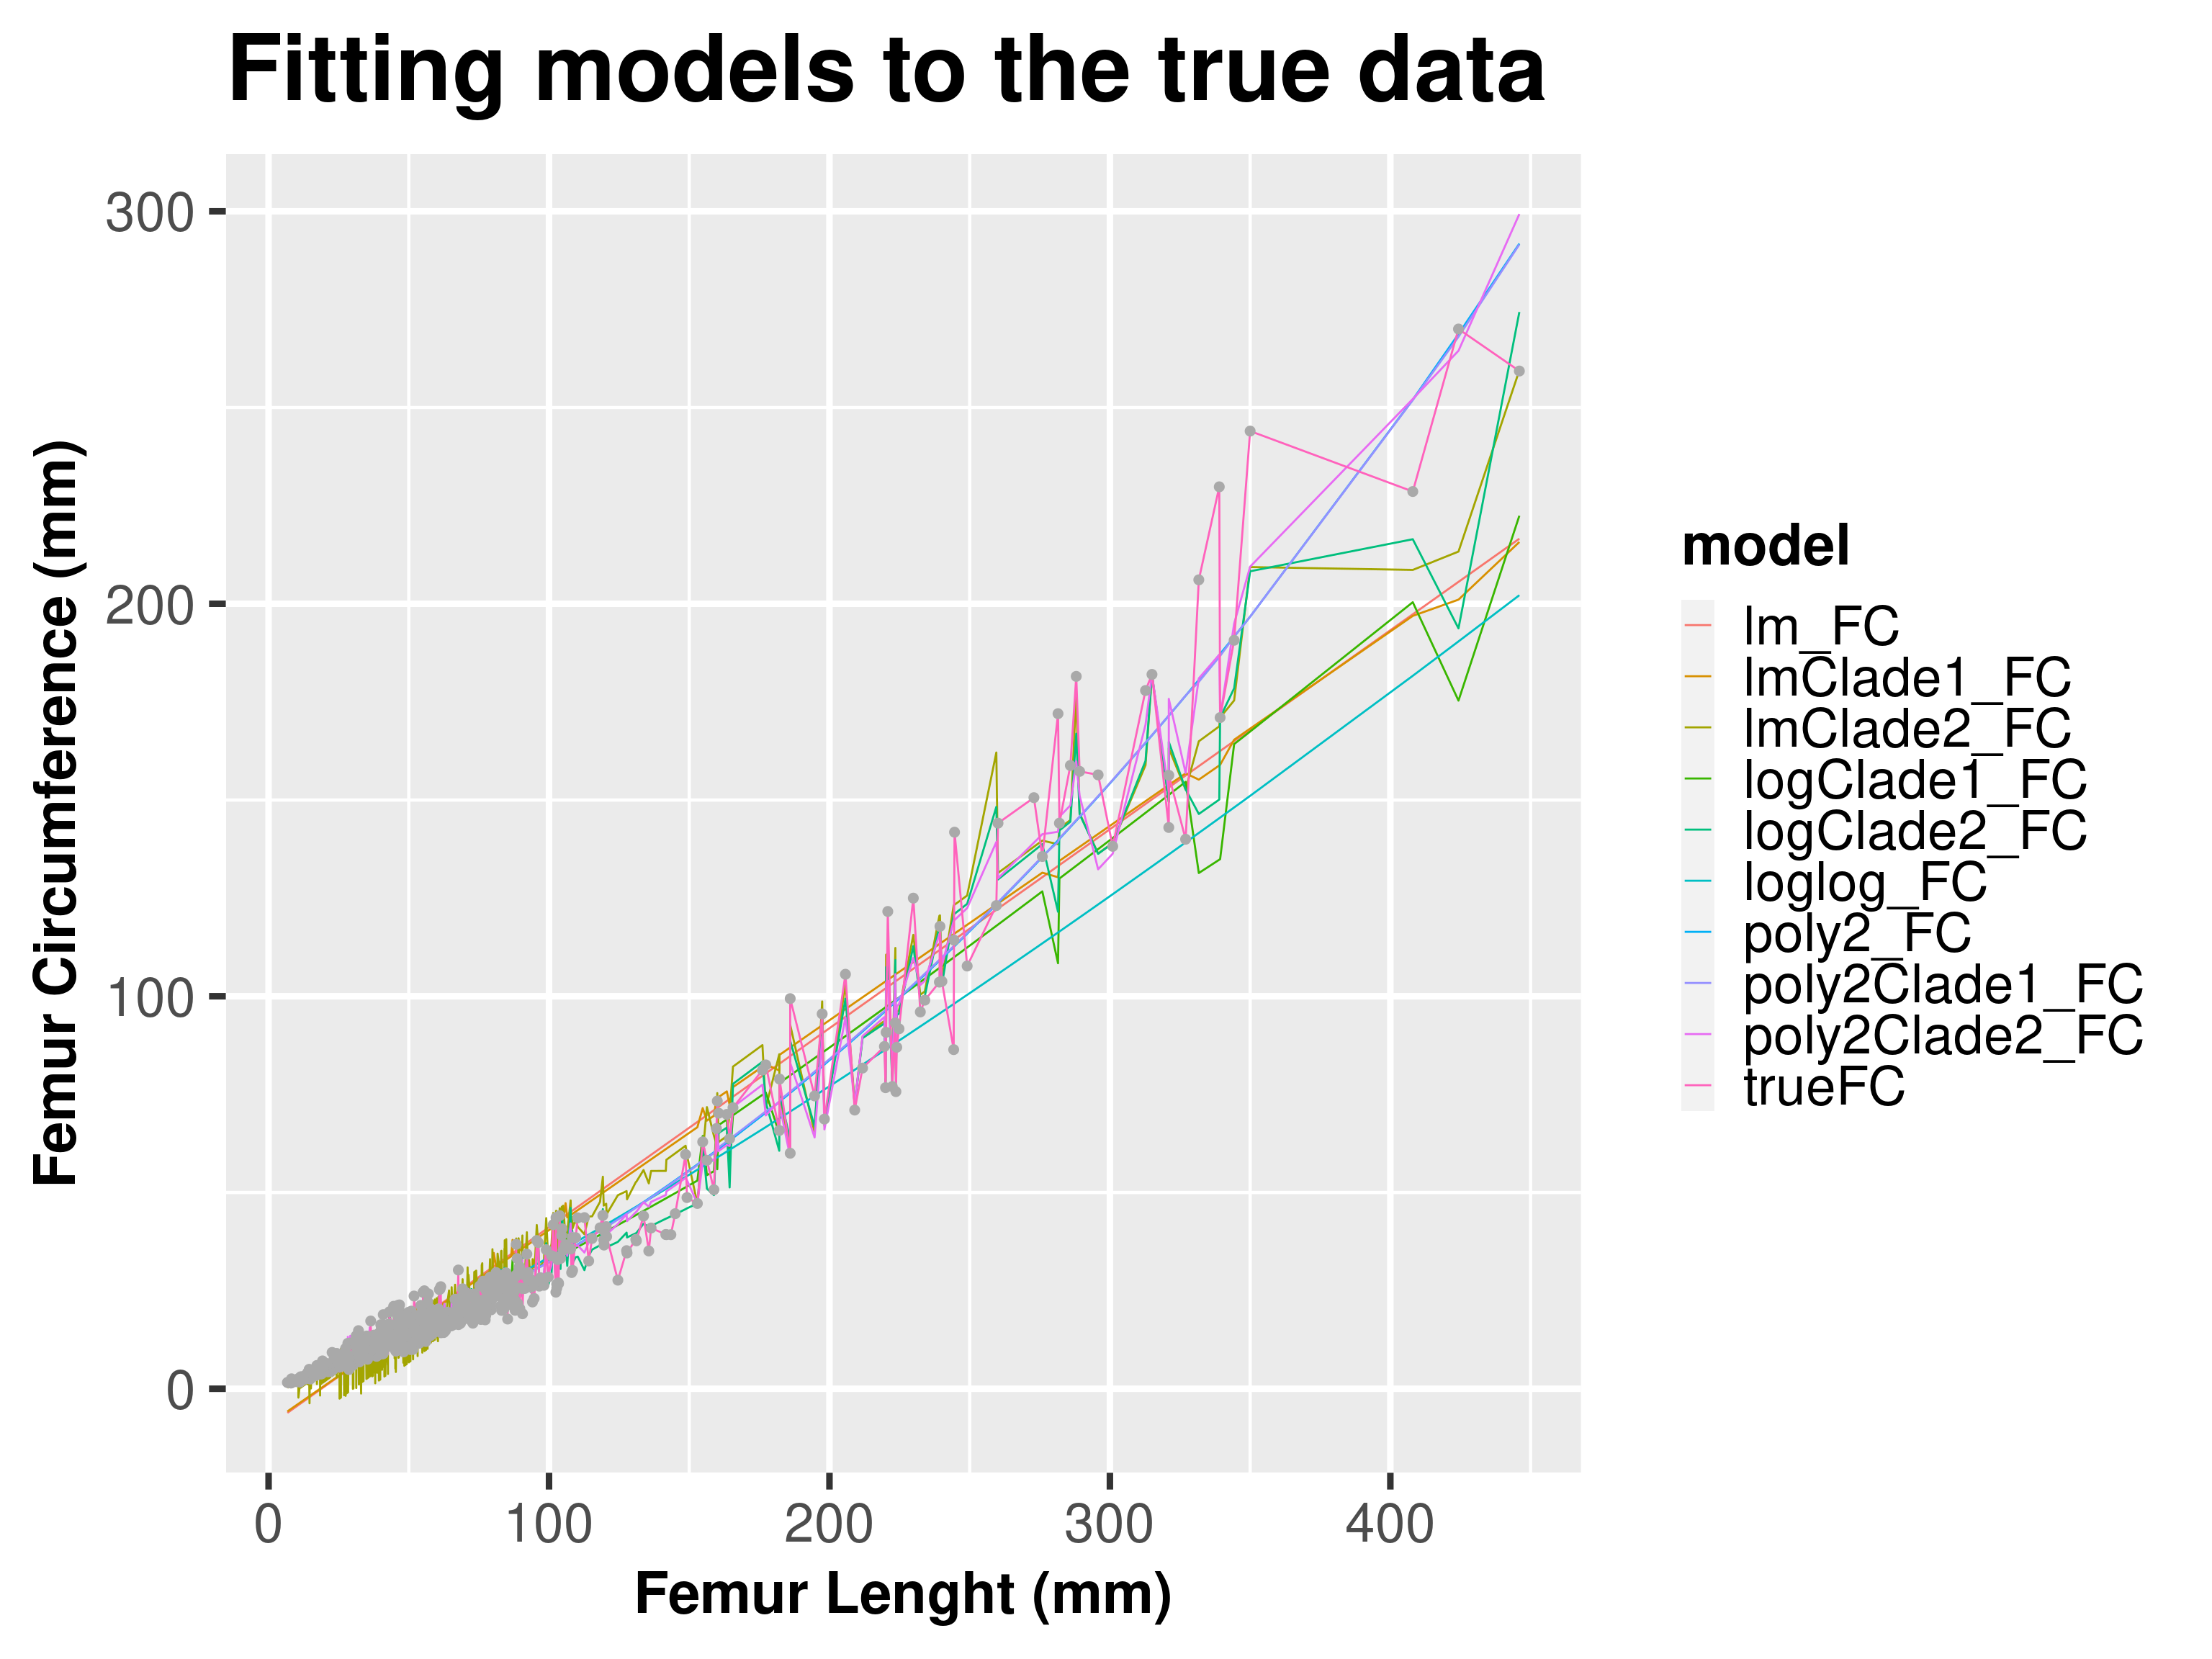 Fitting models to the true data
Femur Circumference (mm)
300
200
100
0
0
100
200
300
400
Femur Lenght (mm)
model
lm_FC
lmClade1_FC
lmClade2_FC
logClade1_FC
logClade2_FC
loglog_FC
poly2_FC
poly2Clade1_FC
poly2Clade2_FC
trueFC